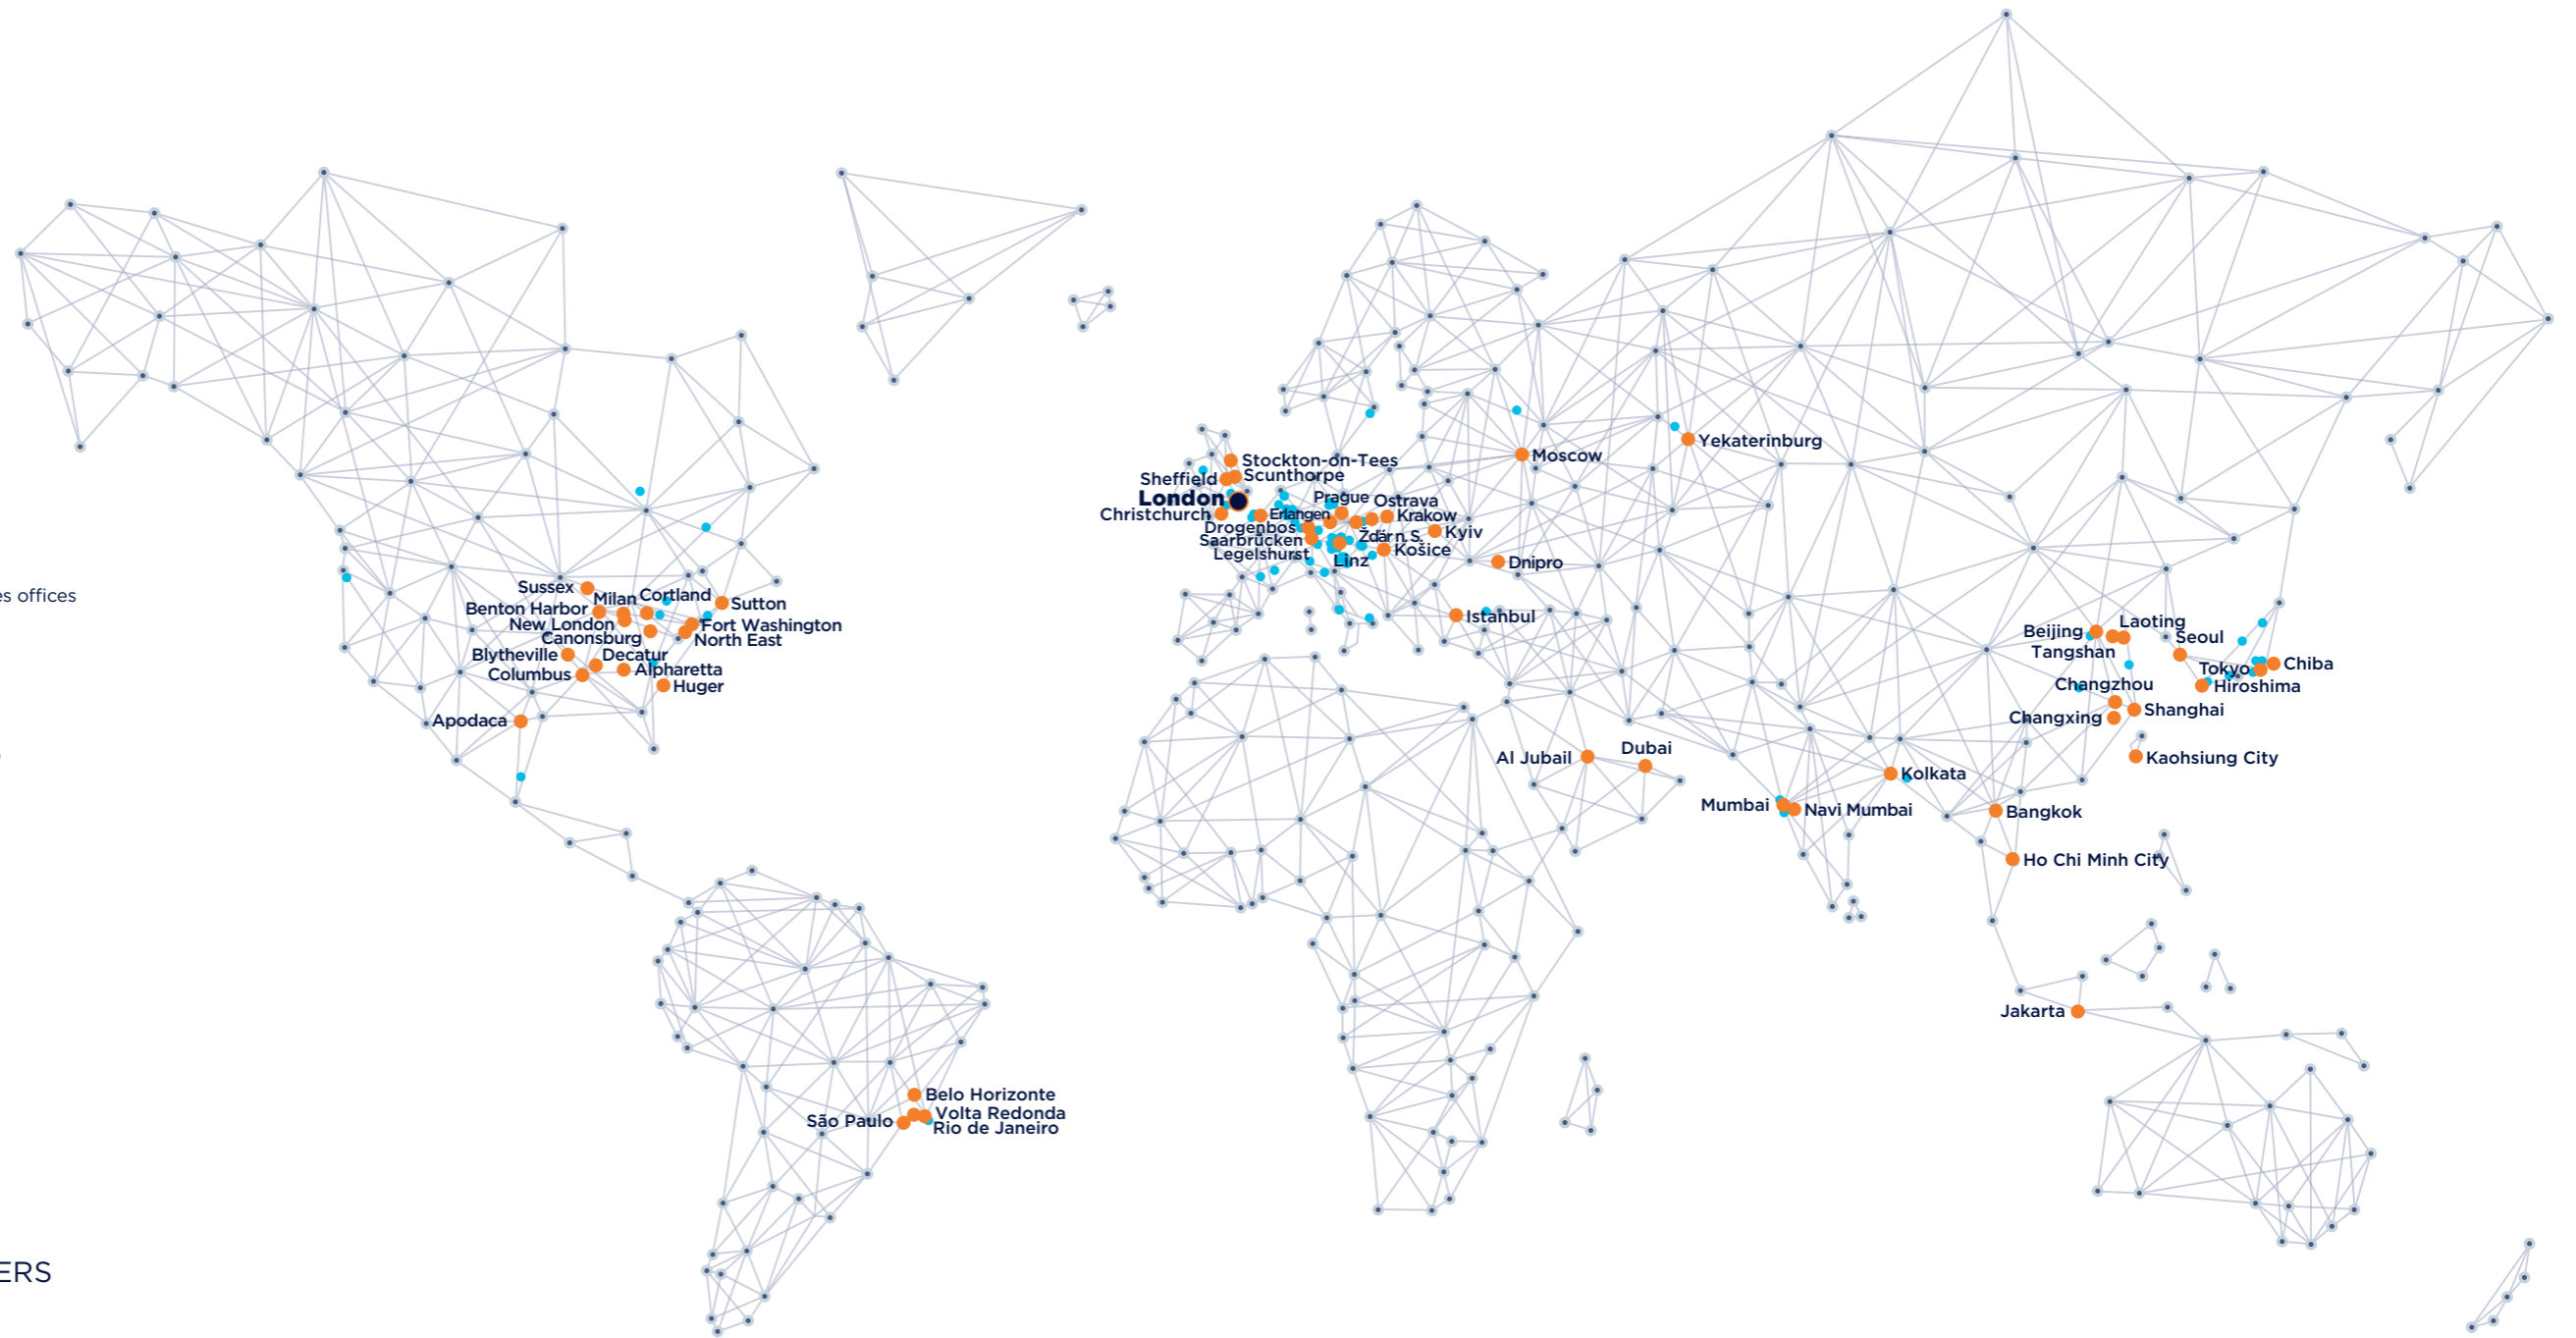 es offices
ERS
Sussex
Milan
Cortland
Benton Harbor
New London
Canonsburg
Sutton
Fort Washington
North East
Blytheville
Decatur
Columbus
Alpharetta
Huger
Apodaca
Belo Horizonte
Volta Redonda
São Paulo
Rio de Janeiro
Stockton-on-Tees
Scunthorpe
Sheffield
London
Christchurch
Prague
Ostrava
Erlangen
Krakow
Drogenbos
Kyiv
Saarbrücken
Žďár n. S.
Legelshurst
Košice
Linz
Dnipro
Istanbul
Moscow
Yekaterinburg
Al Jubail
Dubai
Mumbai
Navi Mumbai
Kolkata
Bangkok
Ho Chi Minh City
Jakarta
Beijing
Laoting
Tangshan
Seoul
Tokyo
Chiba
Hiroshima
Changzhou
Shanghai
Changxing
Kaohsiung City